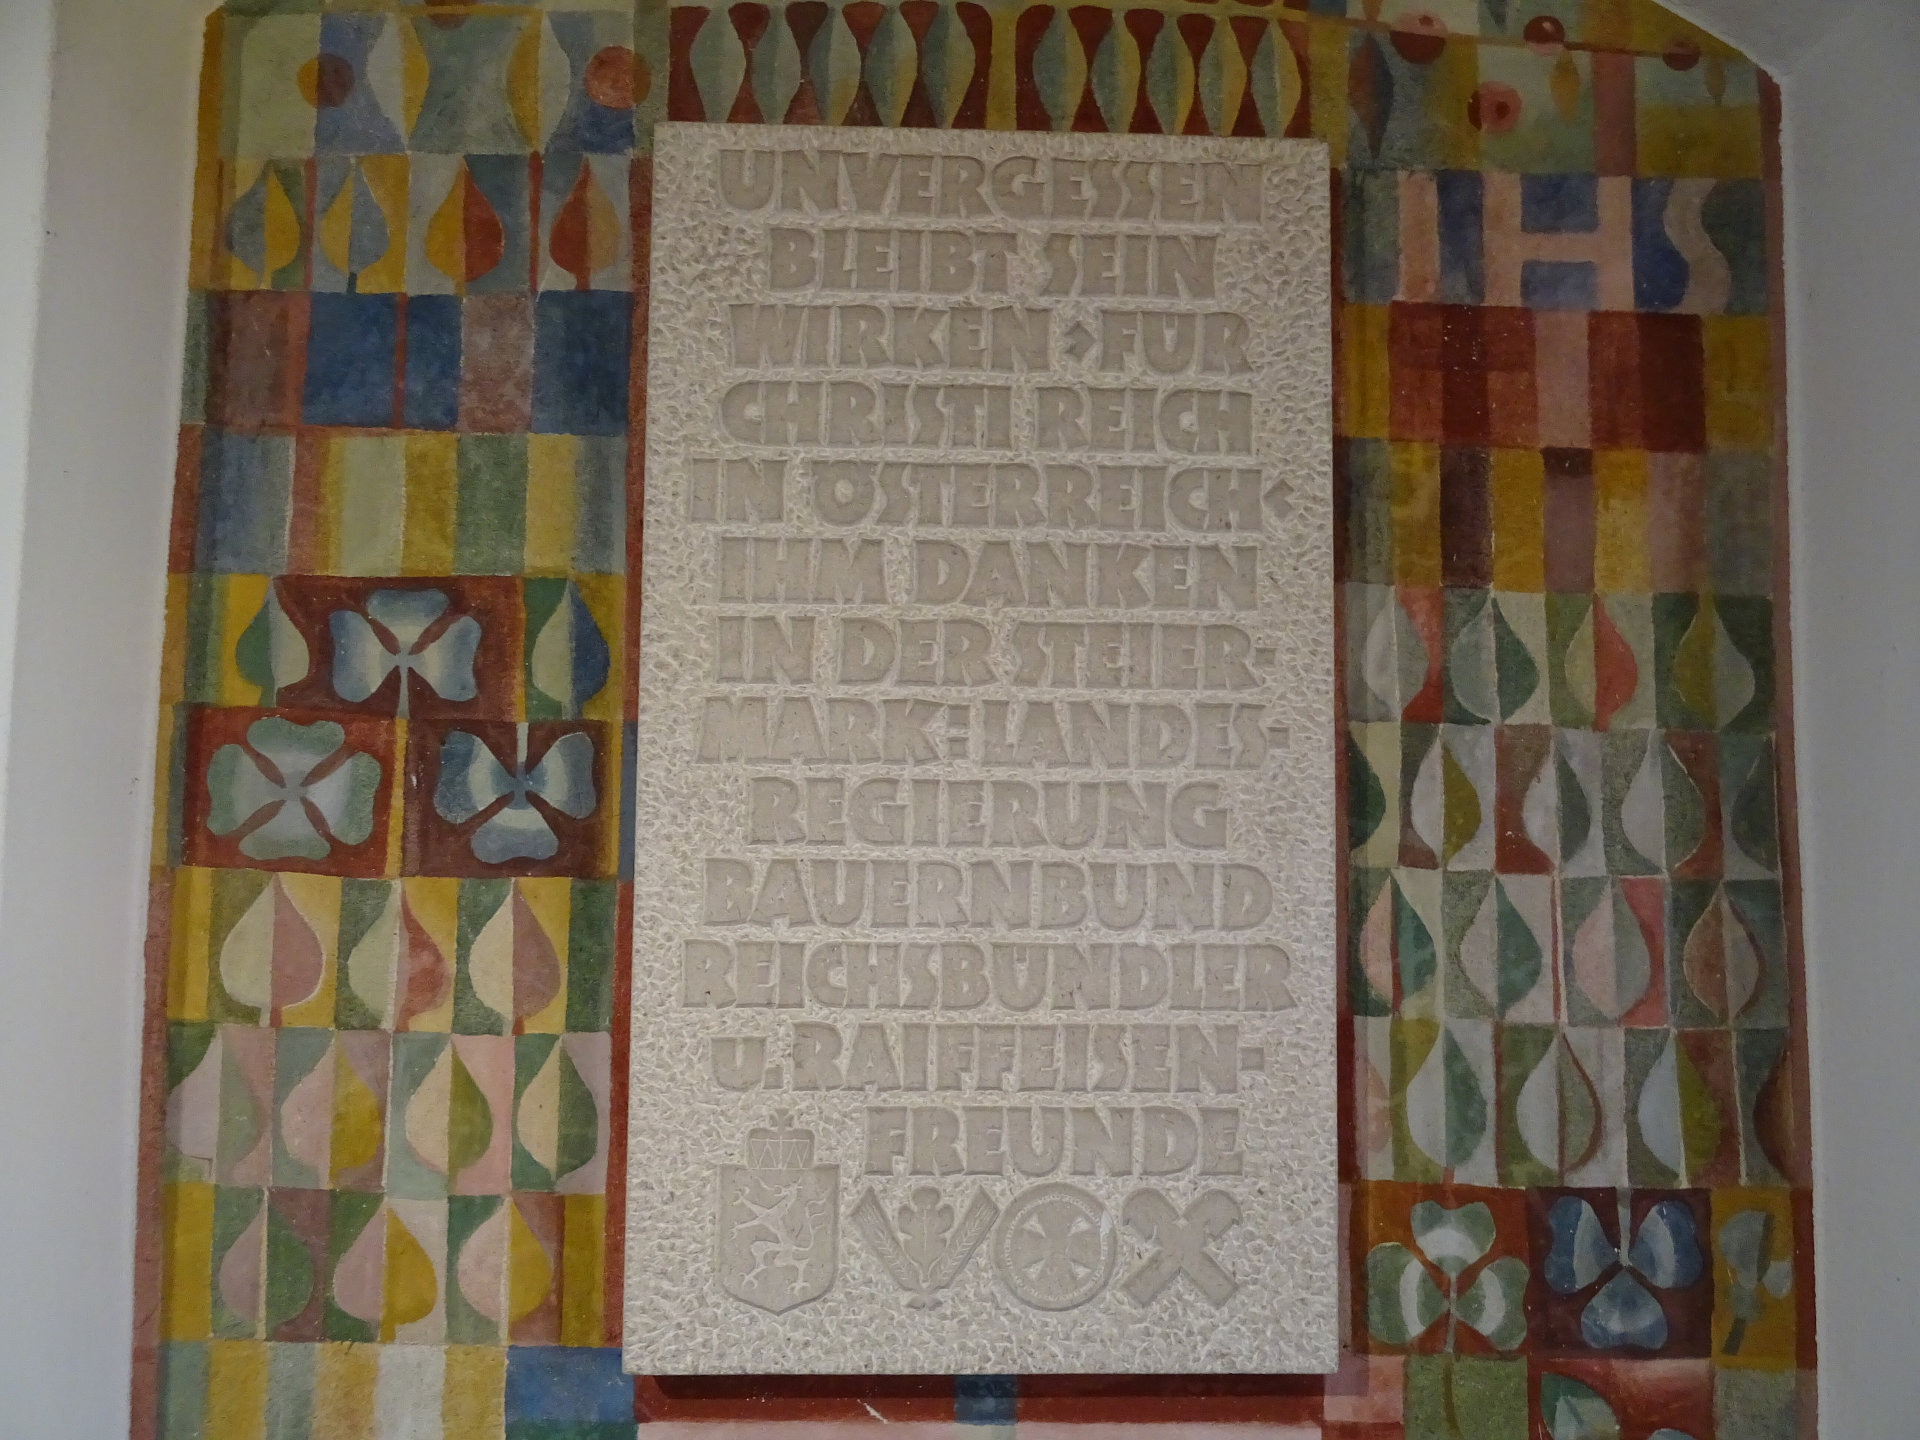 UNVERGESSEN
BLEIBT SEIN
WIRKEN FÜR
CHRISTI REICH
IN ÖSTERREICH
IHM DANKEN
IN DER STEIER-
MARK: LANDES-
REGIERUNG
BAUERNBUND
REICHSBÜNDLER
U. RAIFFEISEN-
FREUNDE
IHS